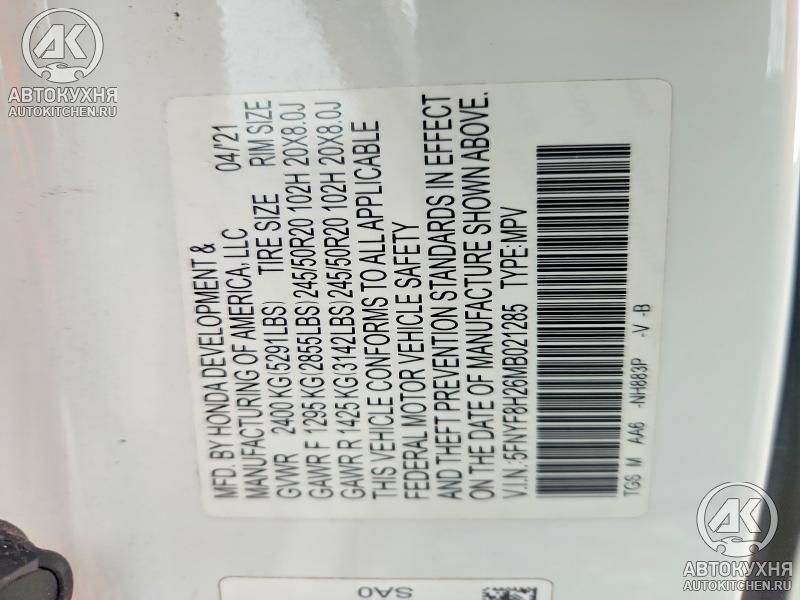 MFD. BY HONDA DEVELOPMENT &
MANUFACTURING OF AMERICA, LLC 04/'21
GVWR 2400 KG(5291LBS) TIRE SIZE RIM SIZE
GAWR F 1295 KG(2855LBS) 245/50R20 102H 20X8.0J
GAWR R 1425 KG(3142LBS) 245/50R20 102H 20X8.0J
THIS VEHICLE CONFORMS TO ALL APPLICABLE
FEDERAL MOTOR VEHICLE SAFETY
AND THEFT PREVENTION STANDARDS IN EFFECT
ON THE DATE OF MANUFACTURE SHOWN ABOVE.
V.I.N.:5FNYF8H26MB021285 TYPE:MPV
TGS M AA6 -NH883P -V -B
SA0
АК
АВТОКУХНЯ
AUTOKITCHEN.RU
АК
АВТОКУХНЯ
AUTOKITCHEN.RU